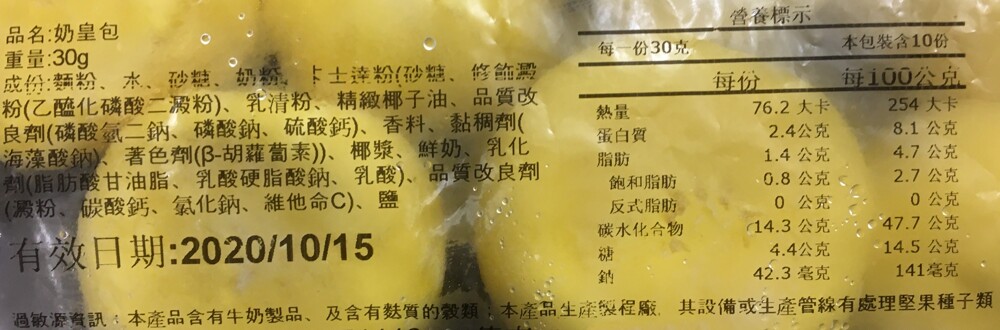 品名:奶皇包
重量:30g
成份:麵粉、水、砂糖、奶粉、卡士達粉(砂糖、修飾澱
粉(乙醯化磷酸二澱粉)、乳清粉、精緻椰子油、品質改
良劑(磷酸氫二鈉、磷酸鈉、硫酸鈣)、香料、黏稠劑(
海藻酸鈉)、著色劑(β-胡蘿蔔素))、椰漿、鮮奶、乳化
劑(脂肪酸甘油脂、乳酸硬脂酸鈉、乳酸)、品質改良劑
(澱粉、碳酸鈣、氯化鈉、維他命C)、鹽
有效日期:2020/10/15
營養標示
每一份30克 本包裝含10份
每份 每100公克
熱量 76.2 大卡 254 大卡
蛋白質 2.4公克 8.1 公克
脂肪 1.4 公克 4.7 公克
飽和脂肪 0.8 公克 2.7 公克
反式脂肪 0 公克 0 公克
碳水化合物 14.3 公克 47.7 公克
糖 4.4公克 14.5 公克
鈉 42.3 毫克 141毫克
過敏源資訊：本產品含有牛奶製品、及含有麩質的穀類；本產品生產製程廠，其設備或生產管線有處理堅果種子類